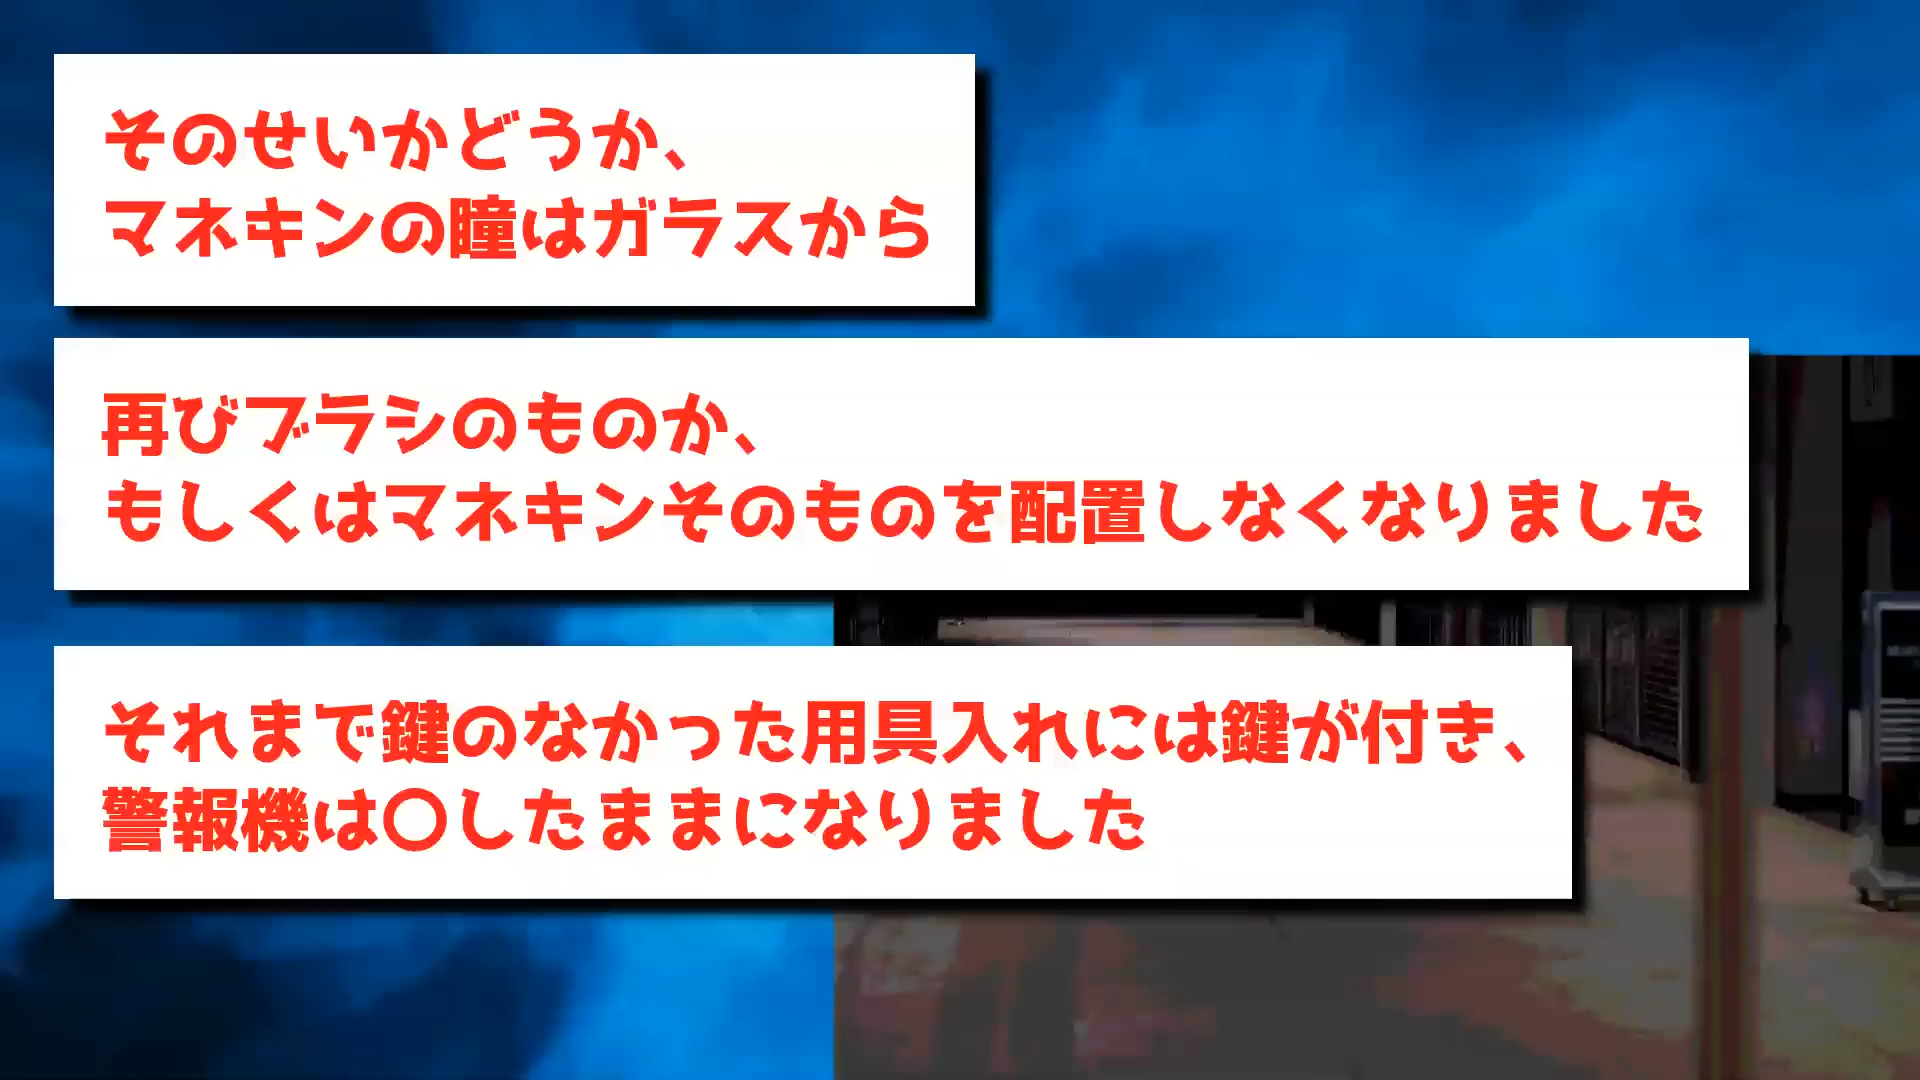 そのせいかどうか、
マネキンの瞳はガラスから
再びブラシのものか、
もしくはマネキンそのものを配置しなくなりました
それまで鍵のなかった用具入れには鍵が付き、
警報機は〇したままになりました